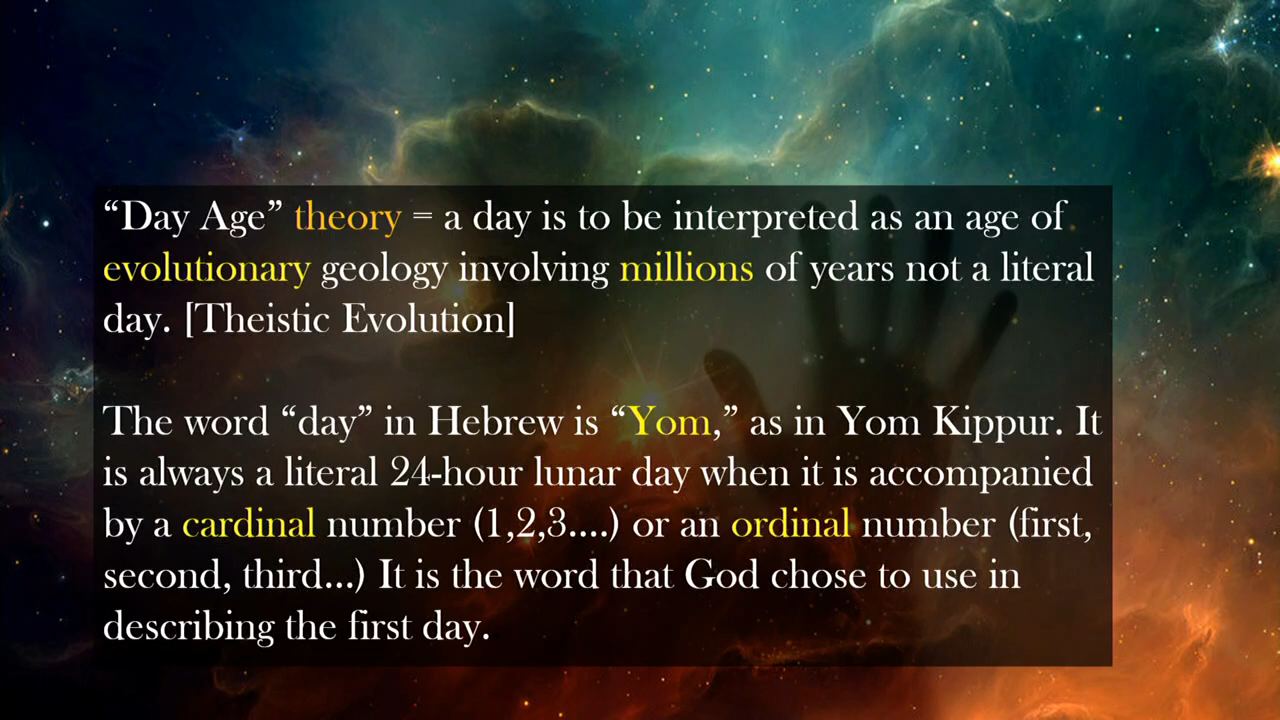 “Day Age” theory = a day is to be interpreted as an age of
evolutionary geology involving millions of years not a literal
day. [Theistic Evolution]
The word “day” in Hebrew is “Yom,” as in Yom Kippur. It
is always a literal 24-hour lunar day when it is accompanied
by a cardinal number (1,2,3....) or an ordinal number (first,
second, third...) It is the word that God chose to use in
describing the first day.